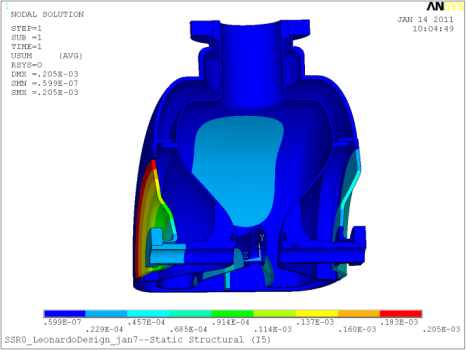 1
ANSYS
NODAL SOLUTION
JAN 14 2011
10:04:49
STEP=1
SUB =1
TIME=1
USUM (AVG)
RSYS=0
DMX =.205E-03
SMN =.599E-07
SMX =.205E-03
Y
.599E-07 .457E-04 .914E-04 .137E-03 .183E-03
.229E-04 .685E-04 .114E-03 .160E-03 .205E-03
SSR0_LeonardoDesign_jan7--Static Structural (I5)